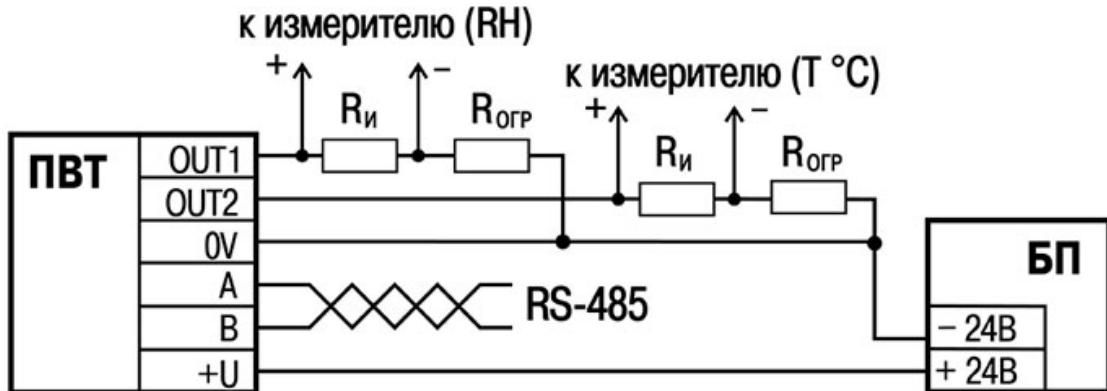 к измерителю (RH)
+ –
к измерителю (T °C)
+ –
Rи Rогр
Rи Rогр
ПВТ
OUT1
OUT2
0V
A
B
+U
RS-485
БП
– 24В
+ 24В